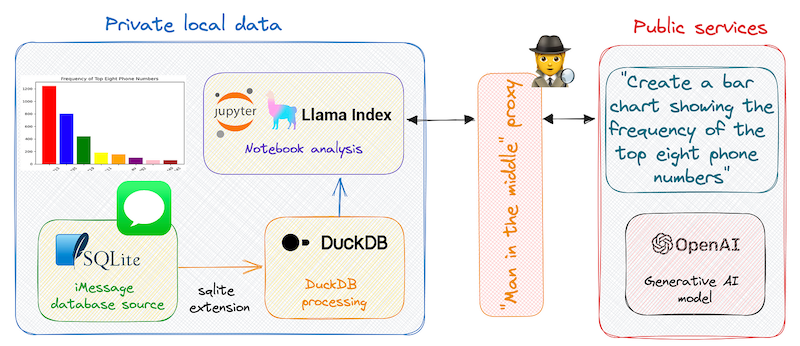 Private local data
Public services
Frequency of Top Eight Phone Numbers
1200
1000
800
600
400
200
0
jupyter
Llama Index
Notebook analysis
SQLite
iMessage
database source
sqlite
extension
DuckDB
DuckDB
processing
"Man in the middle" proxy
"Create a bar
chart showing the
frequency of the
top eight phone
numbers"
OpenAI
Generative AI
model